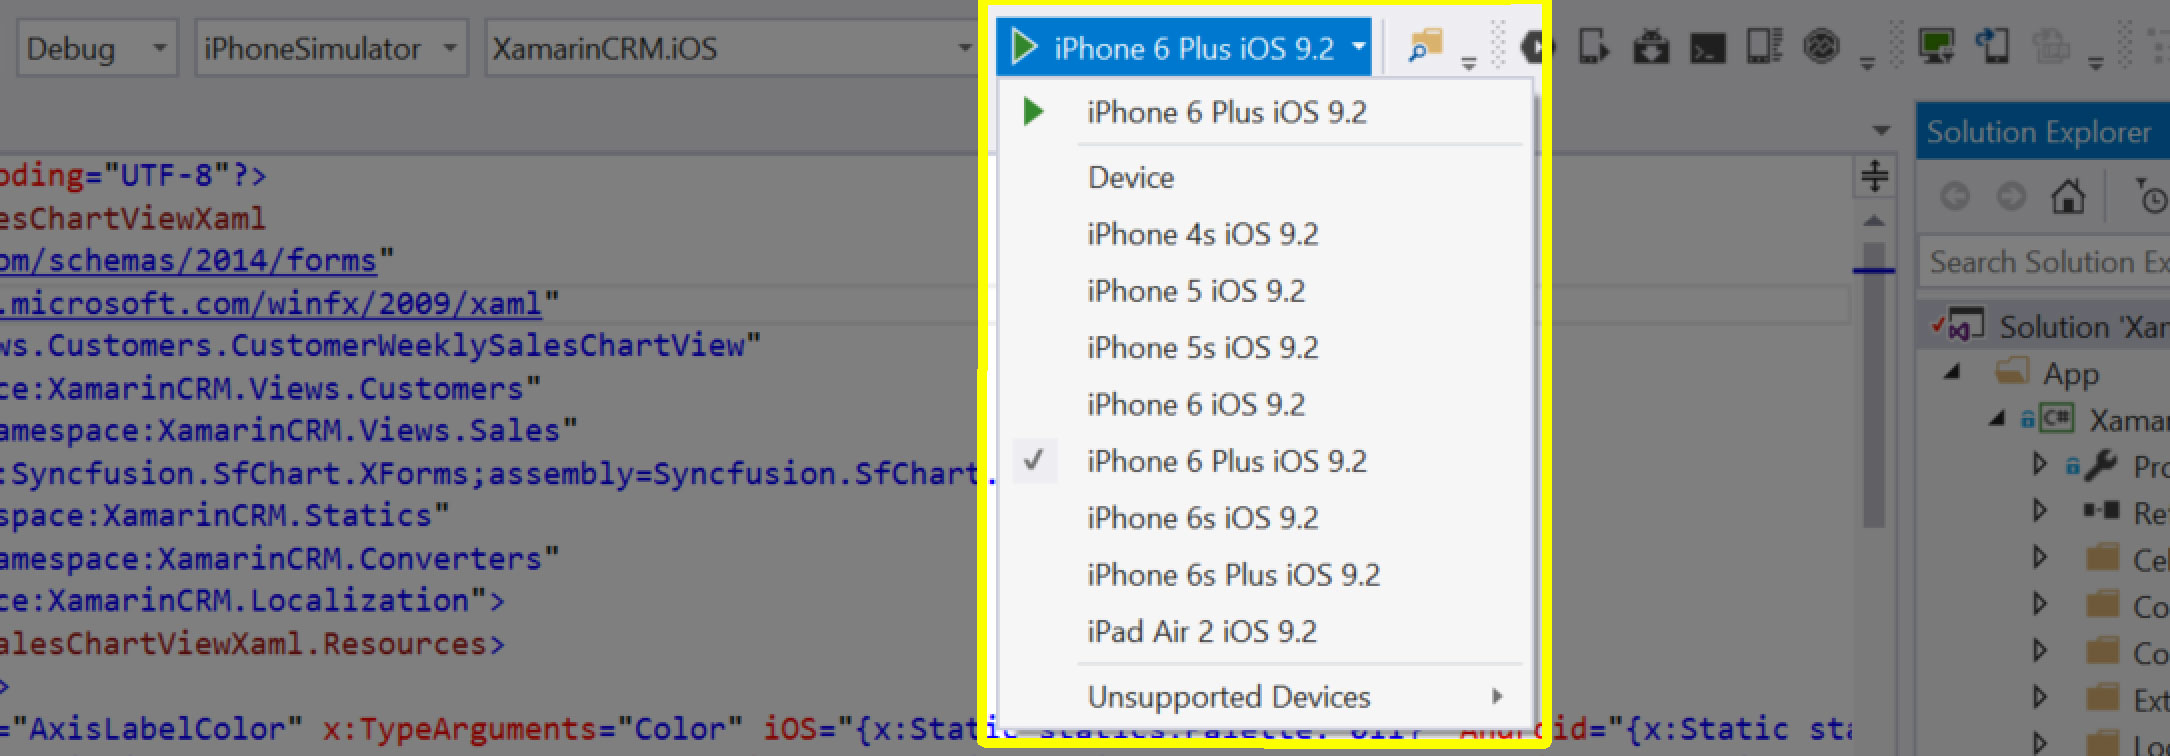 Debug iPhoneSimulator XamarinCRM.iOS iPhone 6 Plus iOS 9.2
iPhone 6 Plus iOS 9.2
Device
iPhone 4s iOS 9.2
iPhone 5 iOS 9.2
iPhone 5s iOS 9.2
iPhone 6 iOS 9.2
iPhone 6 Plus iOS 9.2
iPhone 6s iOS 9.2
iPhone 6s Plus iOS 9.2
iPad Air 2 iOS 9.2
Unsupported Devices
oding="UTF-8"?>
esChartViewXaml
om/schemas/2014/forms"
.microsoft.com/winfx/2009/xaml"
ws.Customers.CustomerWeeklySalesChartView"
ce:XamarinCRM.Views.Customers"
amespace:XamarinCRM.Views.Sales"
:Syncfusion.SfChart.XForms;assembly=Syncfusion.SfChart.
space:XamarinCRM.Statics"
amespace:XamarinCRM.Converters"
ce:XamarinCRM.Localization">
alesChartViewXaml.Resources>
>
="AxisLabelColor" x:TypeArguments="Color" iOS="{x:Static statics:Palette. id="{x:Static sta
Solution Explorer
Search Solution Ex
Solution 'Xar
App
C# Xamar
Pro
Re
Cel
Co
Co
Ext
Lo